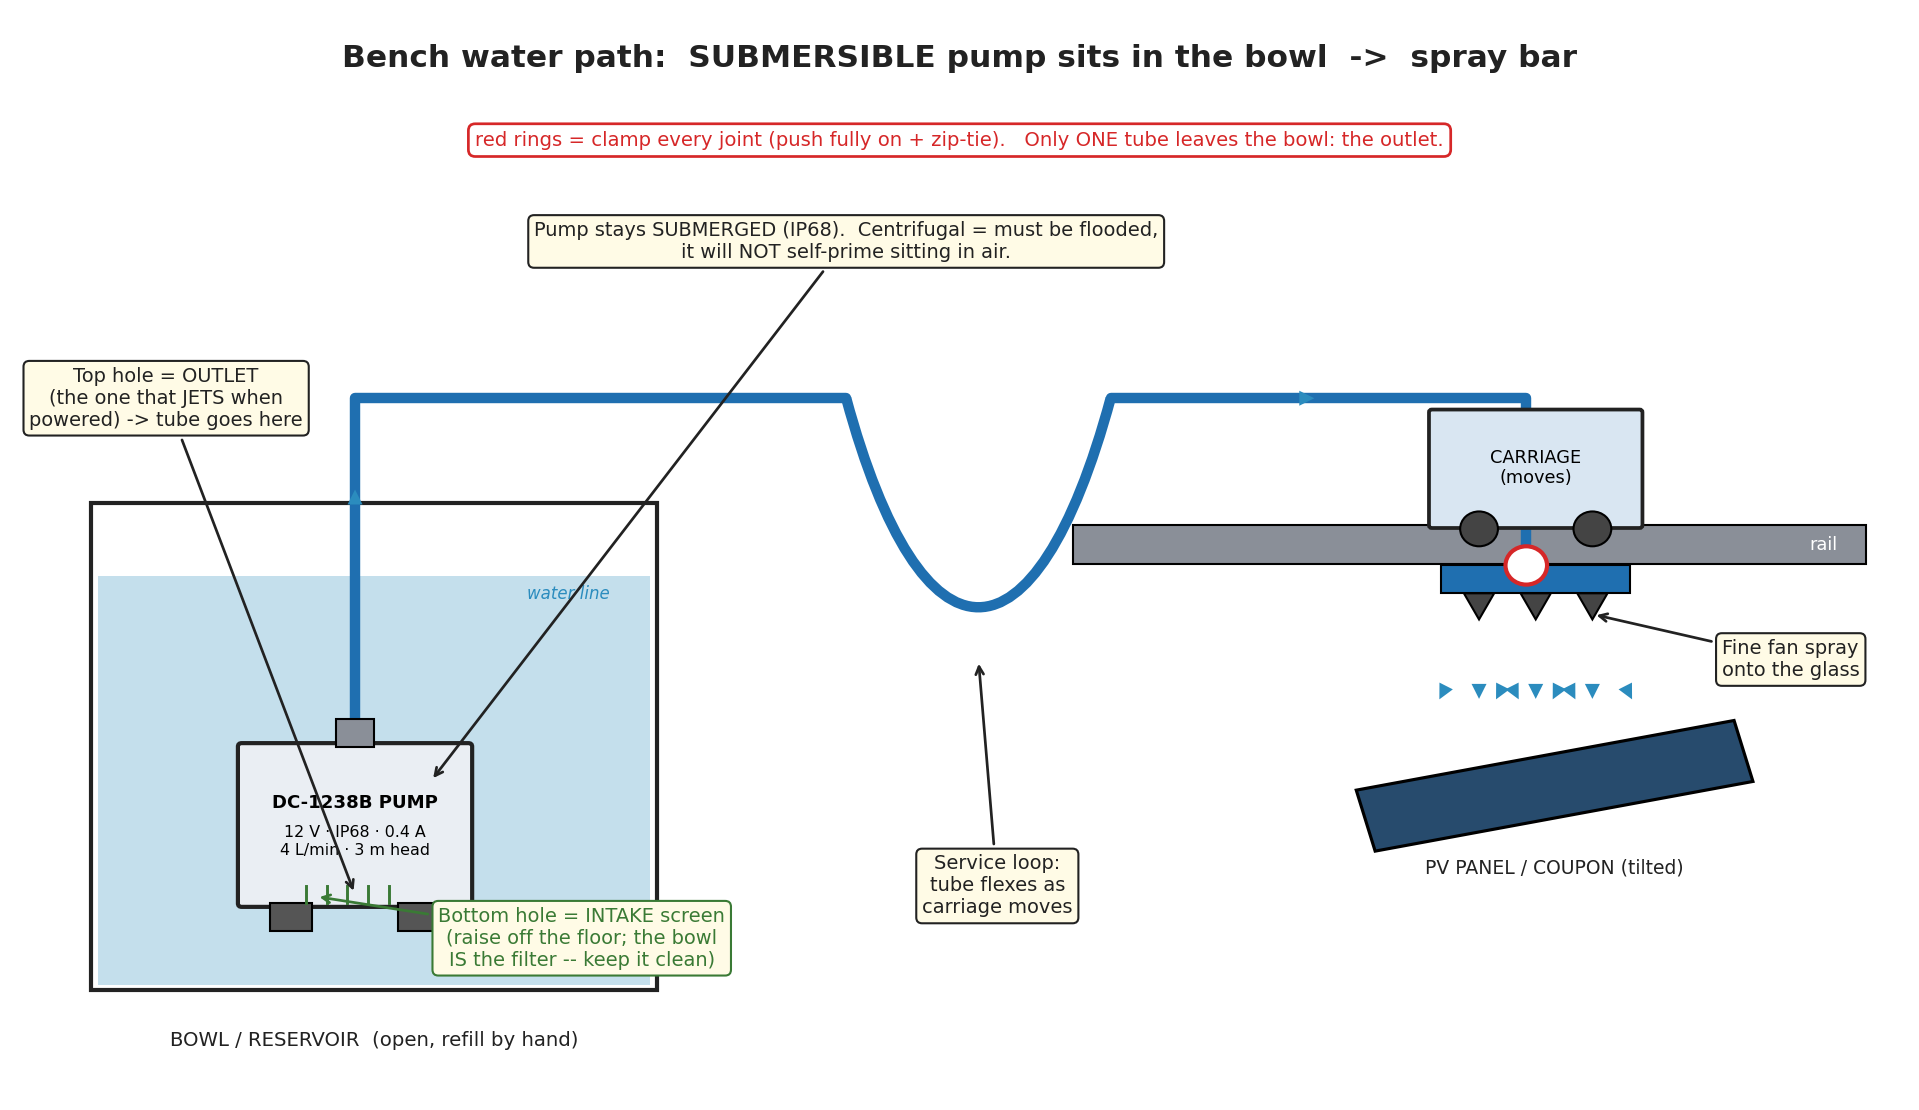 Bench water path:  SUBMERSIBLE pump sits in the bowl  ->  spray bar
red rings = clamp every joint (push fully on + zip-tie).   Only ONE tube leaves the bowl: the outlet.
Pump stays SUBMERGED (IP68).  Centrifugal = must be flooded,
it will NOT self-prime sitting in air.
Top hole = OUTLET
(the one that JETS when
powered) -> tube goes here
CARRIAGE
(moves)
rail
water line
Fine fan spray
onto the glass
DC-1238B PUMP
12 V · IP68 · 0.4 A
4 L/min · 3 m head
Service loop:
tube flexes as
carriage moves
PV PANEL / COUPON (tilted)
Bottom hole = INTAKE screen
(raise off the floor; the bowl
IS the filter -- keep it clean)
BOWL / RESERVOIR  (open, refill by hand)